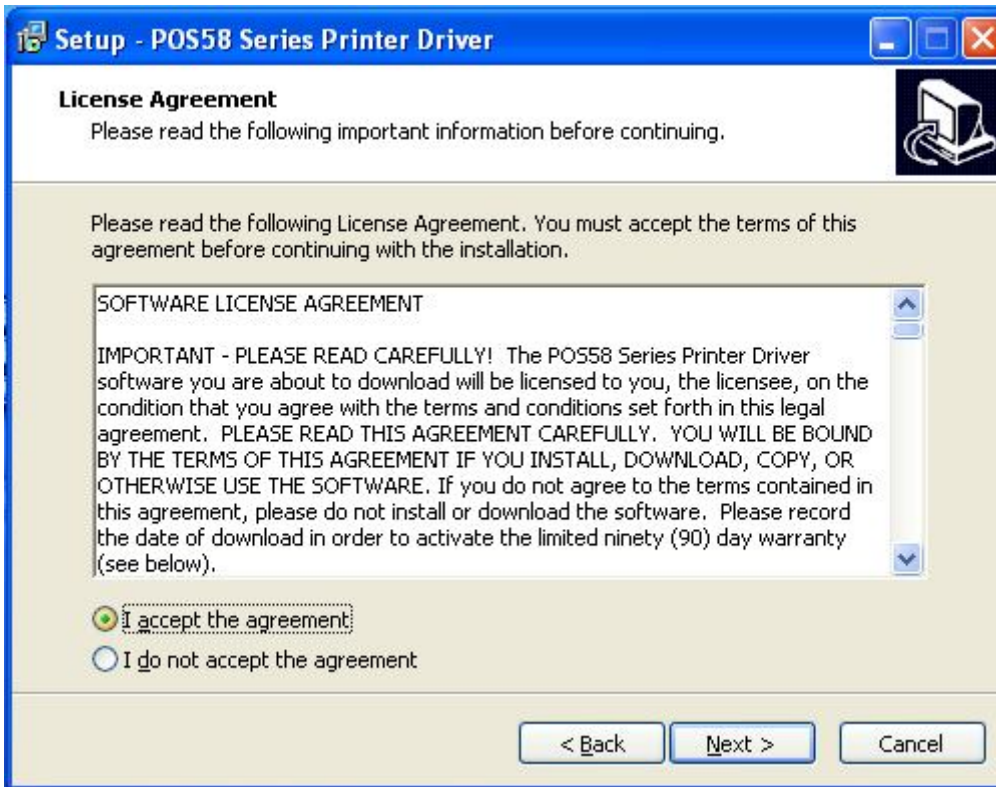 Setup - POS58 Series Printer Driver
License Agreement
Please read the following important information before continuing.
Please read the following License Agreement. You must accept the terms of this
agreement before continuing with the installation.
SOFTWARE LICENSE AGREEMENT
IMPORTANT - PLEASE READ CAREFULLY!  The POS58 Series Printer Driver
software you are about to download will be licensed to you, the licensee, on the
condition that you agree with the terms and conditions set forth in this legal
agreement.  PLEASE READ THIS AGREEMENT CAREFULLY.  YOU WILL BE BOUND
BY THE TERMS OF THIS AGREEMENT IF YOU INSTALL, DOWNLOAD, COPY, OR
OTHERWISE USE THE SOFTWARE. If you do not agree to the terms contained in
this agreement, please do not install or download the software.  Please record
the date of download in order to activate the limited ninety (90) day warranty
(see below).
I accept the agreement
I do not accept the agreement
< Back
Next >
Cancel